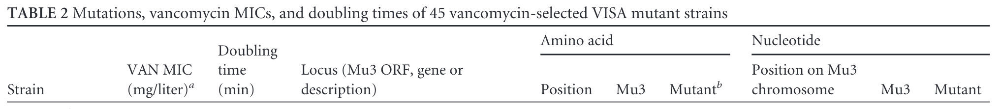 TABLE 2 Mutations, vancomycin MICs, and doubling times of 45 vancomycin-selected VISA mutant strains
Amino acid Nucleotide
Doubling
VAN MIC time Locus (Mu3 ORF, gene or Position on Mu3
Strain (mg/liter)a (min) description) Position Mu3 Mutantb chromosome Mu3 Mutant